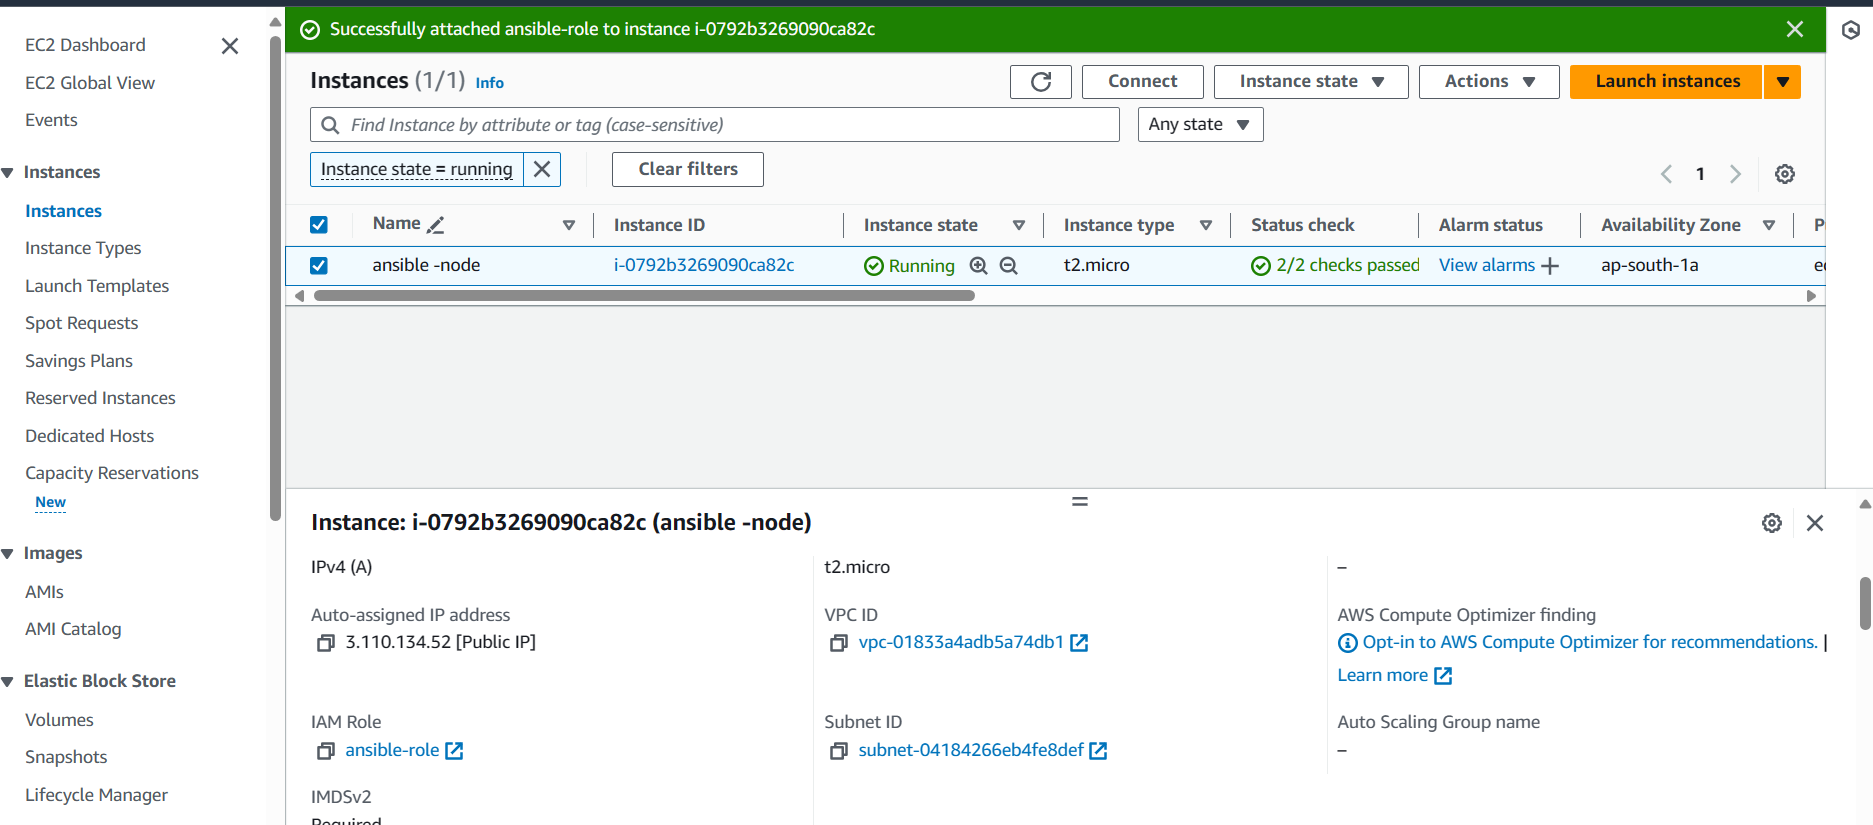 EC2 Dashboard
EC2 Global View
Events
Instances
Instances
Instance Types
Launch Templates
Spot Requests
Savings Plans
Reserved Instances
Dedicated Hosts
Capacity Reservations
New
Images
AMIs
AMI Catalog
Elastic Block Store
Volumes
Snapshots
Lifecycle Manager
Successfully attached ansible-role to instance i-0792b3269090ca82c
Instances (1/1) Info
Connect
Instance state
Actions
Launch instances
Find Instance by attribute or tag (case-sensitive)
Any state
Instance state = running
Clear filters
1
Name Instance ID Instance state Instance type Status check Alarm status Availability Zone P
ansible -node i-0792b3269090ca82c Running t2.micro 2/2 checks passed View alarms + ap-south-1a
Instance: i-0792b3269090ca82c (ansible -node)
IPv4 (A)
Auto-assigned IP address
3.110.134.52 [Public IP]
IAM Role
ansible-role
IMDSv2
Required
t2.micro
VPC ID
vpc-01833a4adb5a74db1
Subnet ID
subnet-04184266eb4fe8def
–
AWS Compute Optimizer finding
Opt-in to AWS Compute Optimizer for recommendations. |
Learn more
Auto Scaling Group name
–